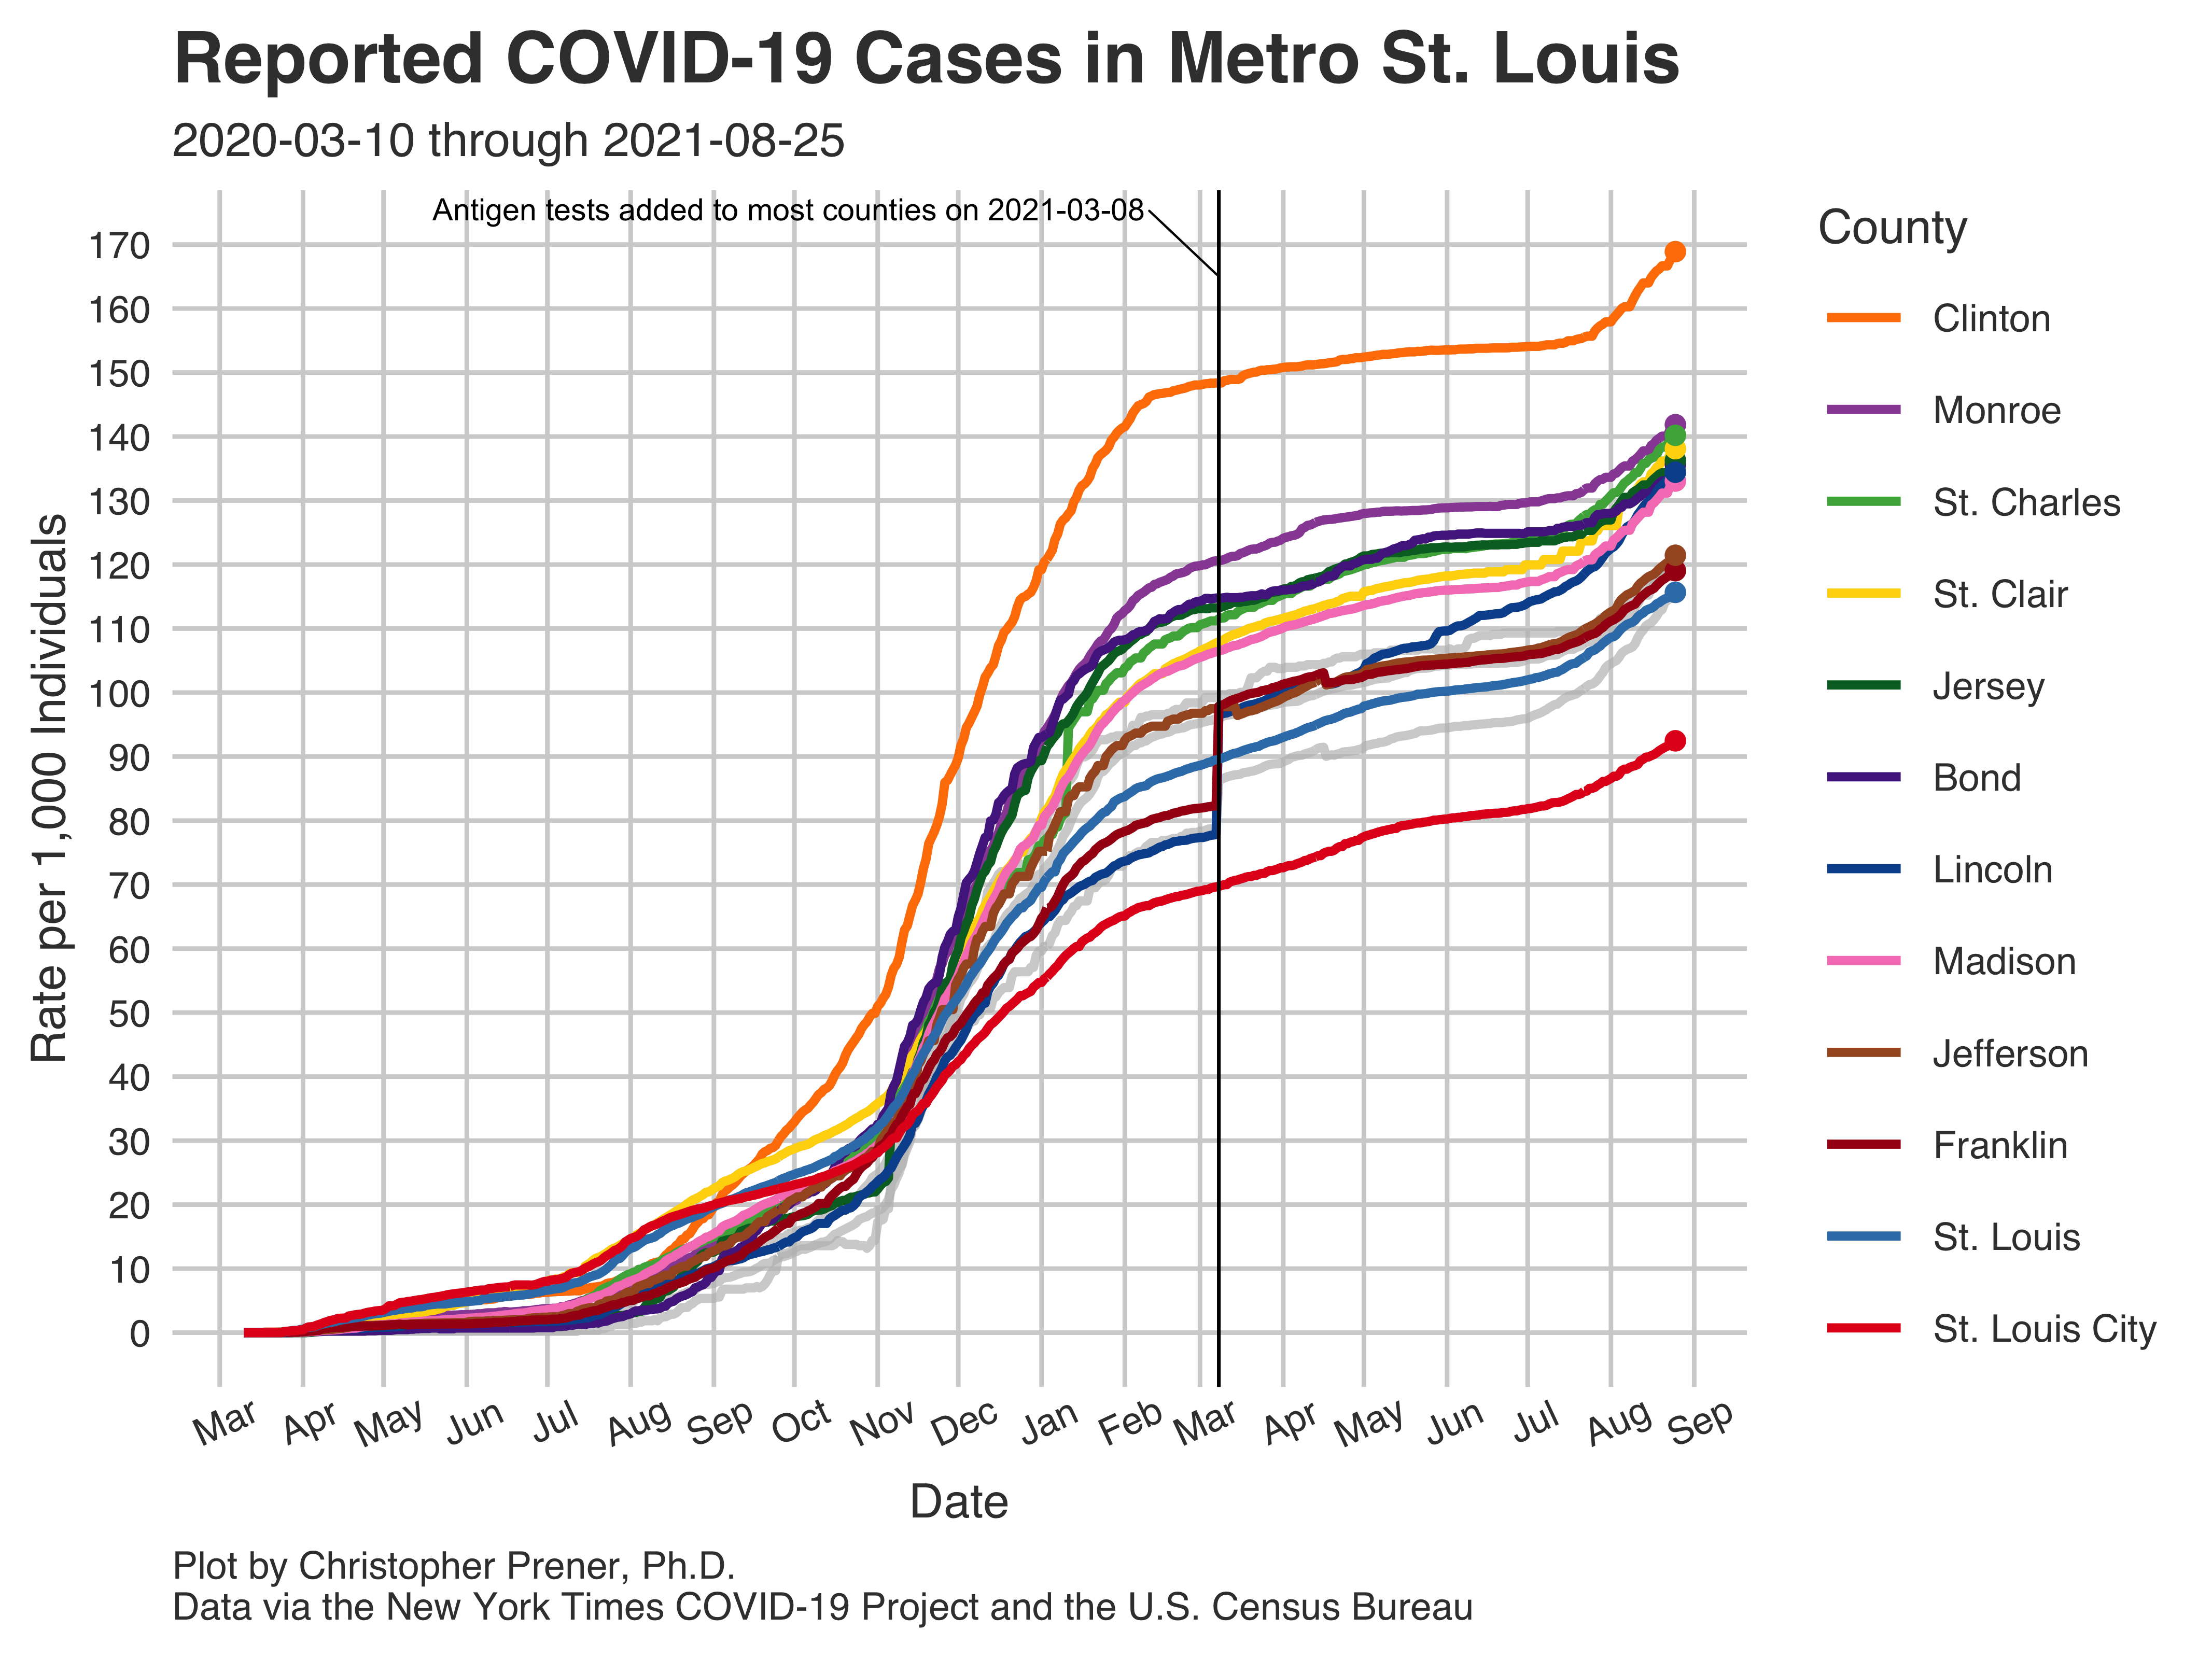 Reported COVID-19 Cases in Metro St. Louis
2020-03-10 through 2021-08-25
Antigen tests added to most counties on 2021-03-08
Rate per 1,000 Individuals
170
160
150
140
130
120
110
100
90
80
70
60
50
40
30
20
10
0
Mar Apr May Jun Jul Aug Sep Oct Nov Dec Jan Feb Mar Apr May Jun Jul Aug Sep
Date
County
Clinton
Monroe
St. Charles
St. Clair
Jersey
Bond
Lincoln
Madison
Jefferson
Franklin
St. Louis
St. Louis City
Plot by Christopher Prener, Ph.D.
Data via the New York Times COVID-19 Project and the U.S. Census Bureau